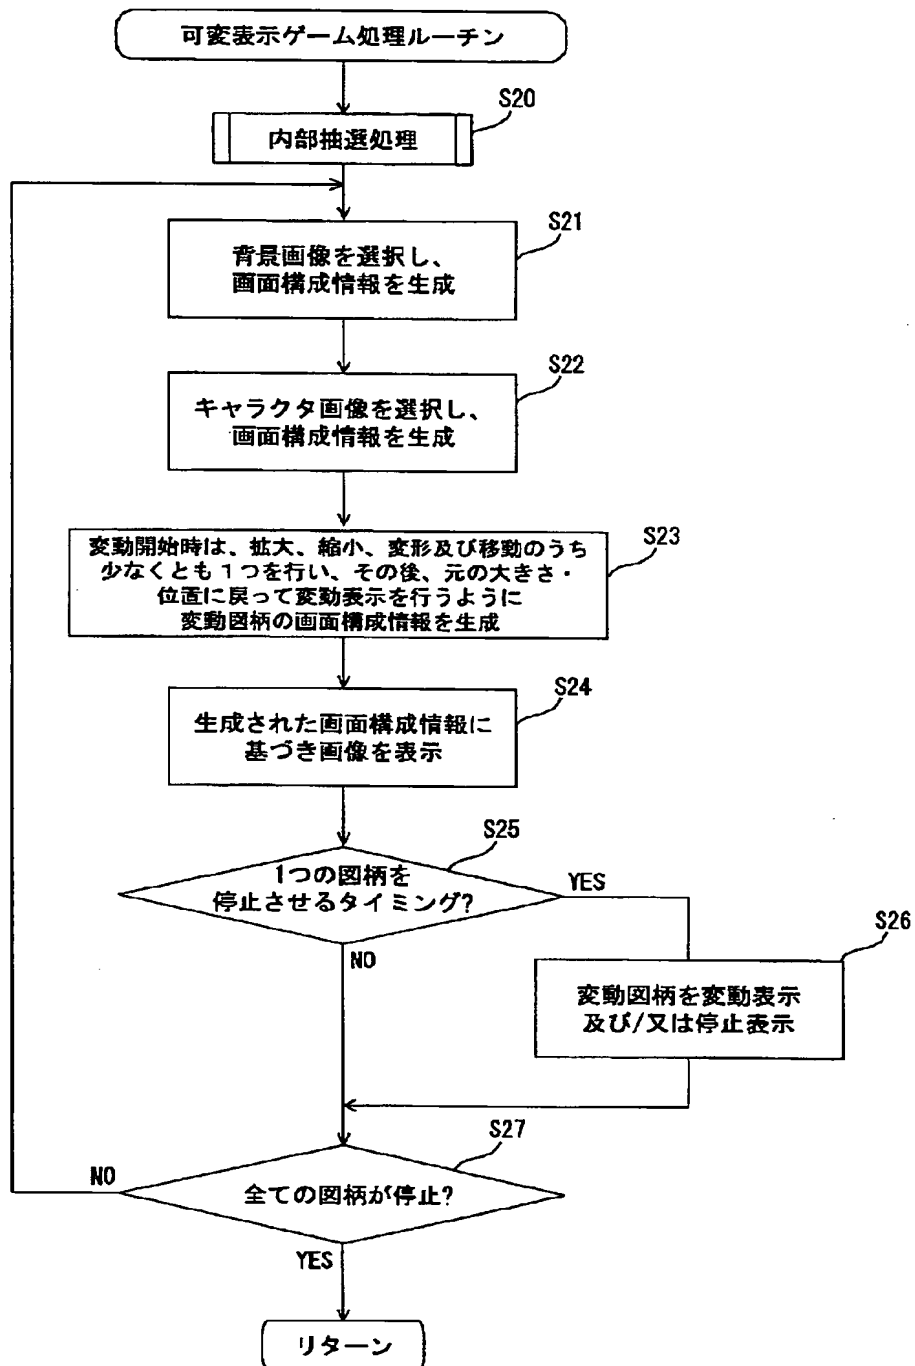 可変表示ゲーム処理ルーチン
S20
内部抽選処理
S21
背景画像を選択し、
画面構成情報を生成
S22
キャラクタ画像を選択し、
画面構成情報を生成
S23
変動開始時は、拡大、縮小、変形及び移動のうち
少なくとも1つを行い、その後、元の大きさ・
位置に戻って変動表示を行うように
変動図柄の画面構成情報を生成
S24
生成された画面構成情報に
基づき画像を表示
S25
1つの図柄を
停止させるタイミング?
YES
NO
S26
変動図柄を変動表示
及び/又は停止表示
S27
NO
全ての図柄が停止?
YES
リターン